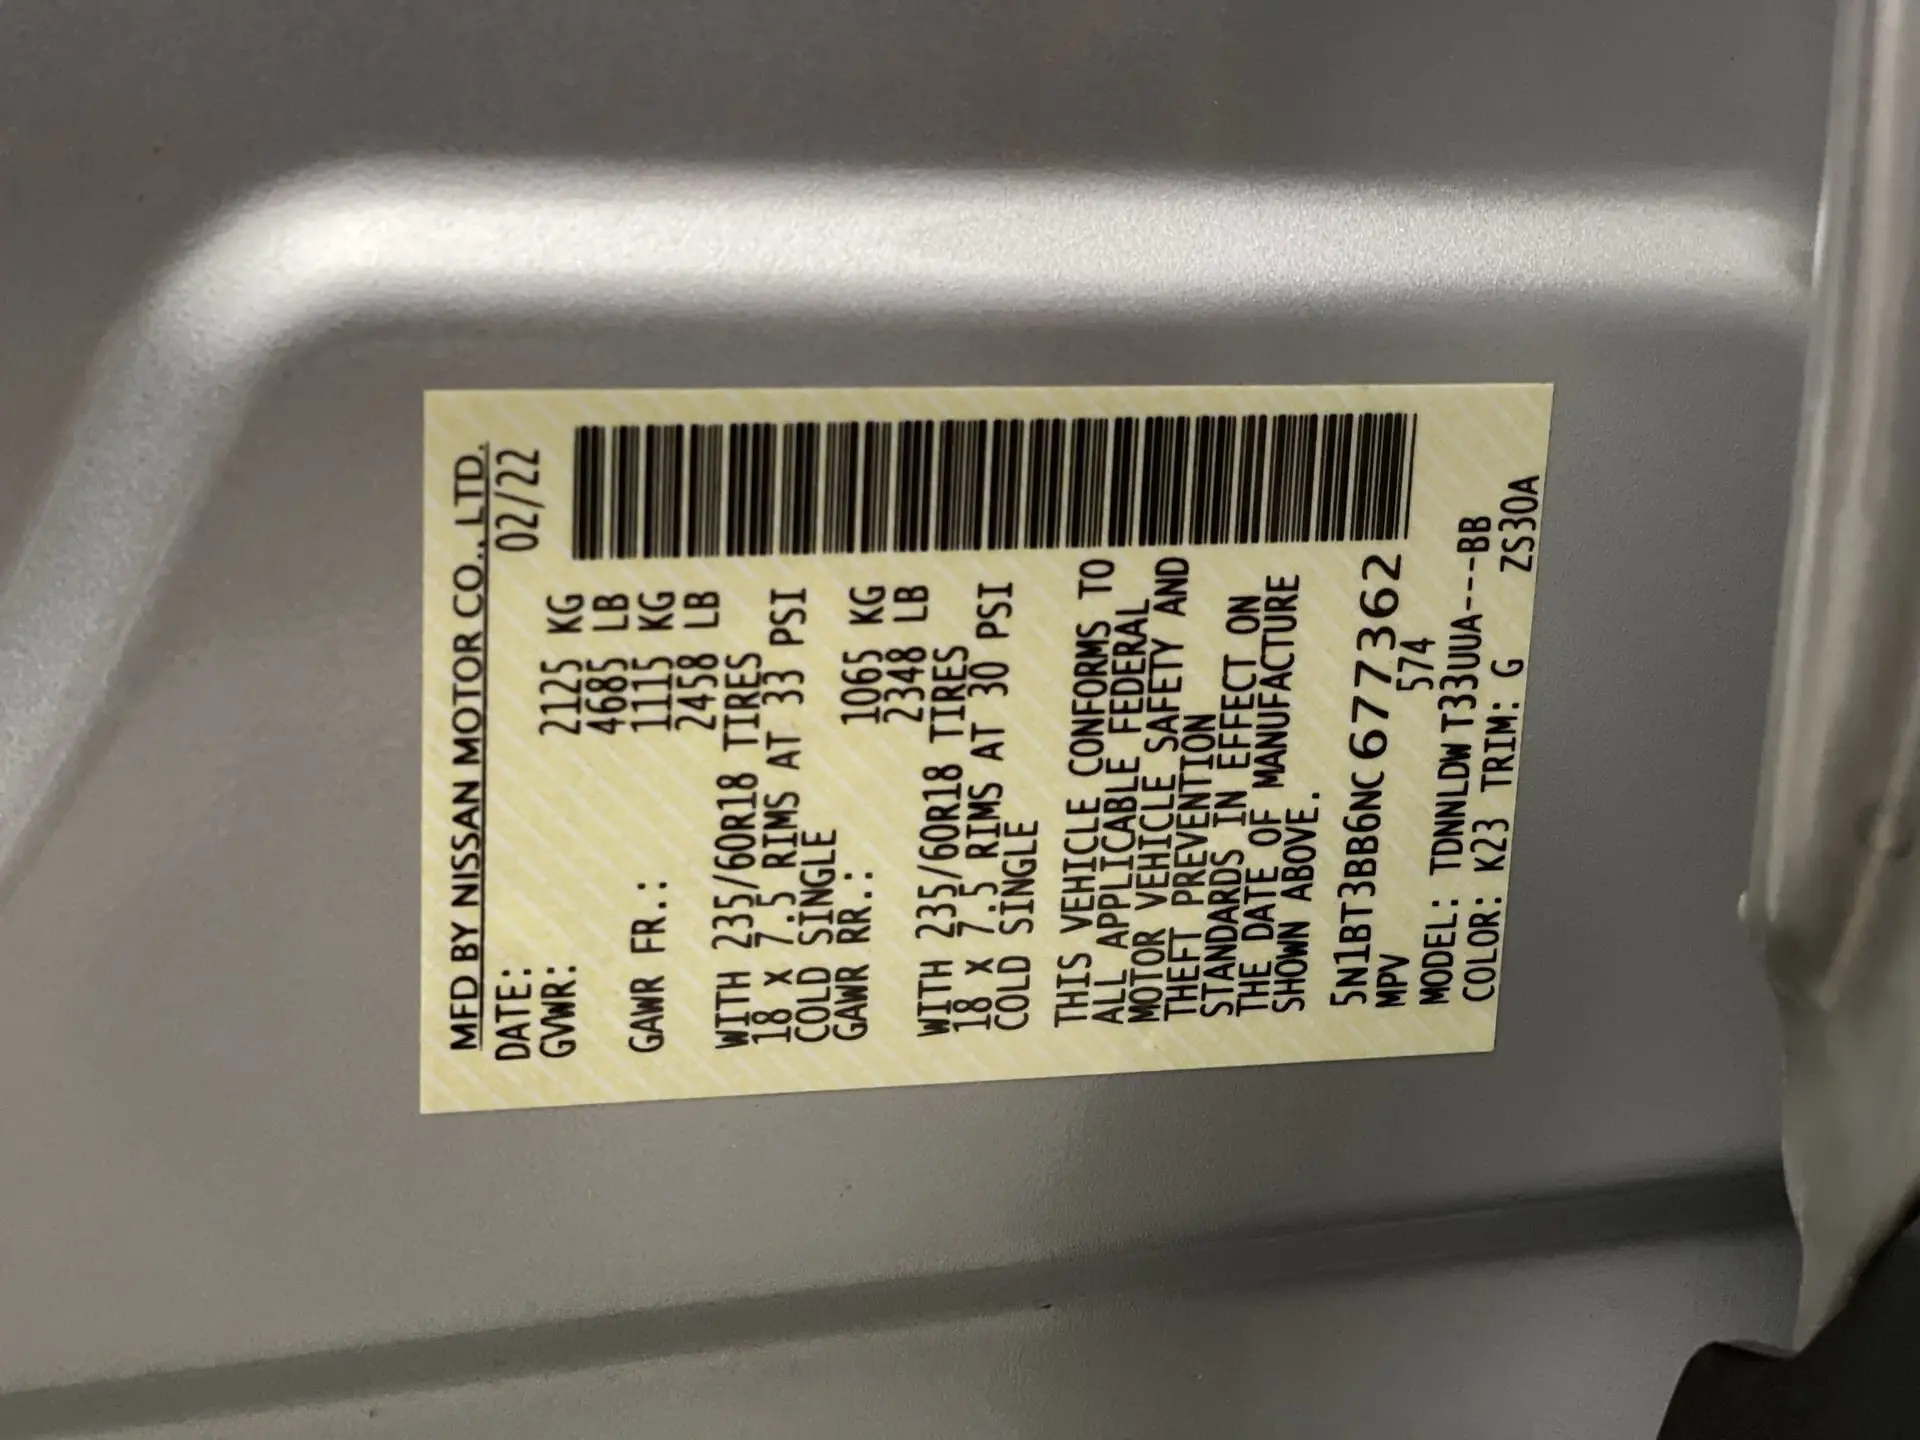 MFD BY NISSAN MOTOR CO., LTD.
DATE: 02/22
GVWR: 2125 KG
4685 LB
GAWR FR.: 1115 KG
2458 LB
WITH 235/60R18 TIRES
18 X 7.5 RIMS AT 33 PSI
COLD SINGLE
GAWR RR.: 1065 KG
2348 LB
WITH 235/60R18 TIRES
18 X 7.5 RIMS AT 30 PSI
COLD SINGLE
THIS VEHICLE CONFORMS TO
ALL APPLICABLE FEDERAL
MOTOR VEHICLE SAFETY AND
THEFT PREVENTION
STANDARDS IN EFFECT ON
THE DATE OF MANUFACTURE
SHOWN ABOVE.
5N1BT3BB6NC677362
MPV 574
MODEL: TDNNLDW T33UUA---BB
COLOR: K23 TRIM: G ZS30A